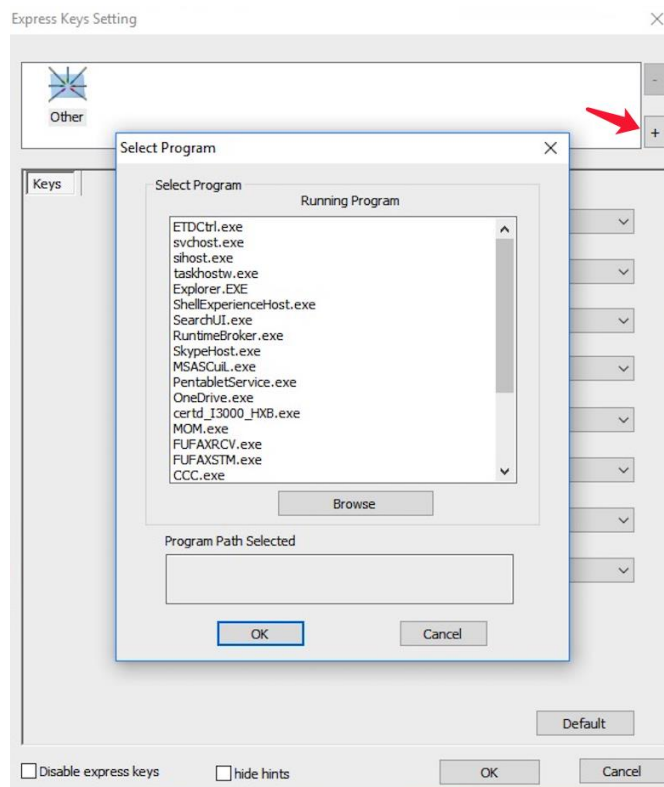 Express Keys Setting
Other
-
+
Select Program
Keys
Select Program
Running Program
ETDCtrl.exe
svchost.exe
sihost.exe
taskhostw.exe
Explorer.EXE
ShellExperienceHost.exe
SearchUI.exe
RuntimeBroker.exe
SkypeHost.exe
MSASCuiL.exe
PentabletService.exe
OneDrive.exe
certd_I3000_HXB.exe
MOM.exe
FUFAXRCV.exe
FUFAXSTM.exe
CCC.exe
Browse
Program Path Selected
OK Cancel
Default
Disable express keys hide hints OK Cancel